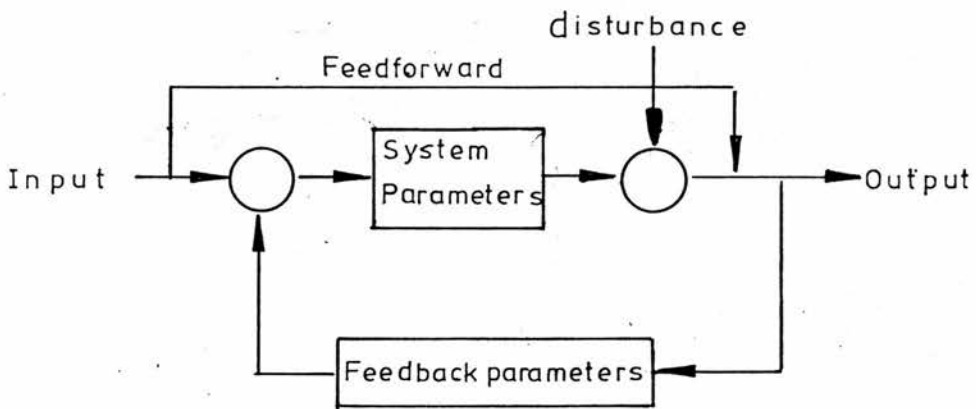 disturbance
Feedforward
System
Parameters
Input
Output
Feedback parameters